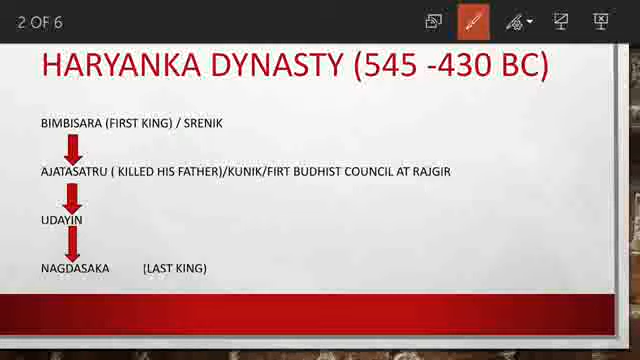 2 OF 6
HARYANKA DYNASTY (545 -430 BC)
BIMBISARA (FIRST KING) / SRENIK
AJATASATRU ( KILLED HIS FATHER)/KUNIK/FIRT BUDHIST COUNCIL AT RAJGIR
UDAYIN
NAGDASAKA (LAST KING)